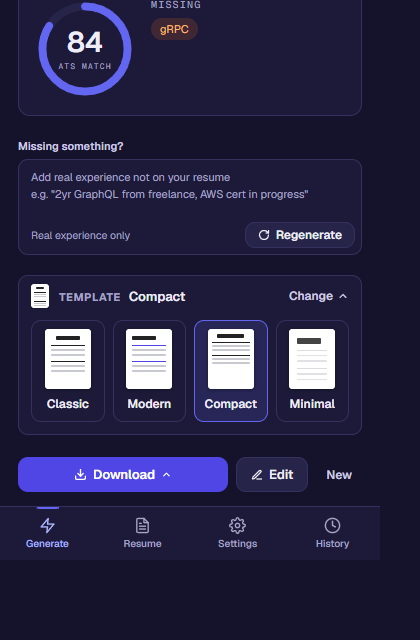 MISSING
84
ATS MATCH
gRPC
Missing something?
Add real experience not on your resume
e.g. "2yr GraphQL from freelance, AWS cert in progress"
Real experience only
Regenerate
TEMPLATE Compact
Change
Classic
Modern
Compact
Minimal
Download
Edit
New
Generate
Resume
Settings
History